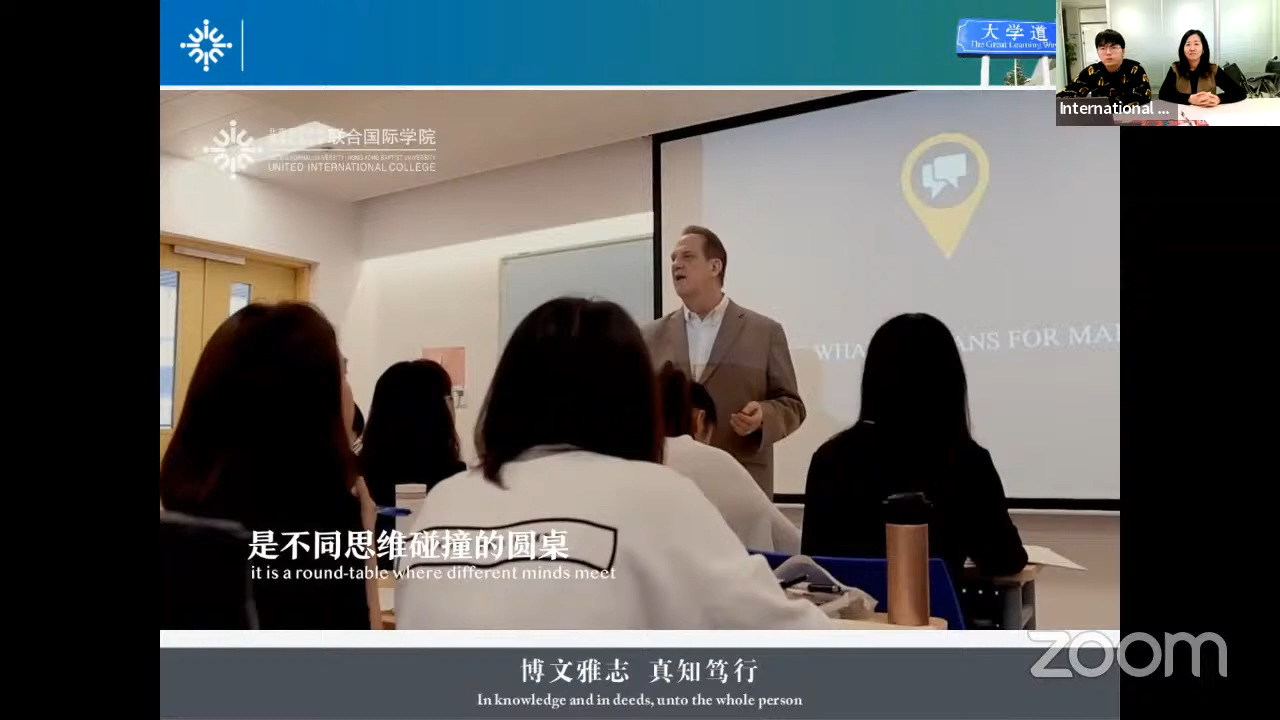 大学道
The Great Learning Way
International ...
联合国际学院
UNITED INTERNATIONAL COLLEGE
ANS FOR MA
是不同思维碰撞的圆桌
it is a round-table where different minds meet
zoom
博文雅志 真知笃行
In knowledge and in deeds, unto the whole person